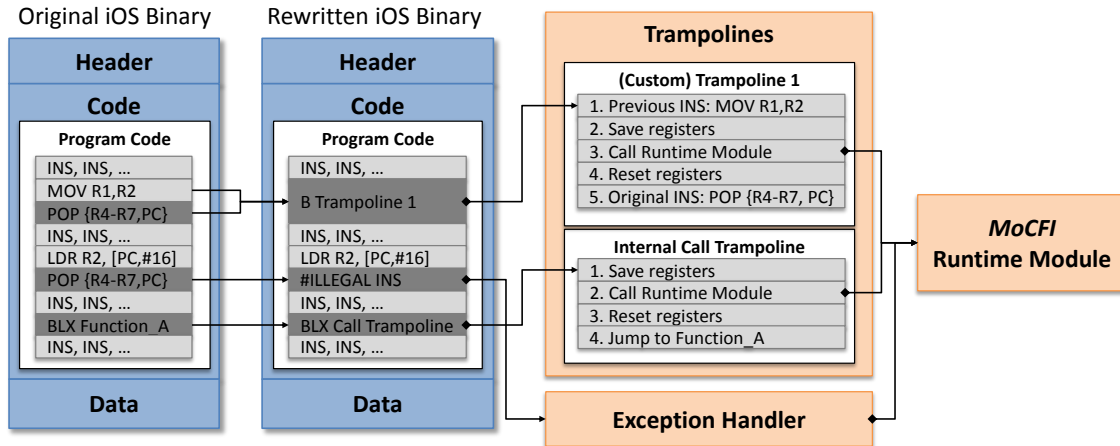 Original iOS Binary
Header
Code
Program Code
INS, INS, ...
MOV R1,R2
POP {R4-R7,PC}
INS, INS, ...
LDR R2, [PC,#16]
POP {R4-R7,PC}
INS, INS, ...
BLX Function_A
INS, INS, ...
Data
Rewritten iOS Binary
Header
Code
Program Code
INS, INS, ...
B Trampoline 1
INS, INS, ...
LDR R2, [PC,#16]
#ILLEGAL INS
INS, INS, ...
BLX Call Trampoline
INS, INS, ...
Data
Trampolines
(Custom) Trampoline 1
1. Previous INS: MOV R1,R2
2. Save registers
3. Call Runtime Module
4. Reset registers
5. Original INS: POP {R4-R7, PC}
Internal Call Trampoline
1. Save registers
2. Call Runtime Module
3. Reset registers
4. Jump to Function_A
Exception Handler
MoCFI
Runtime Module